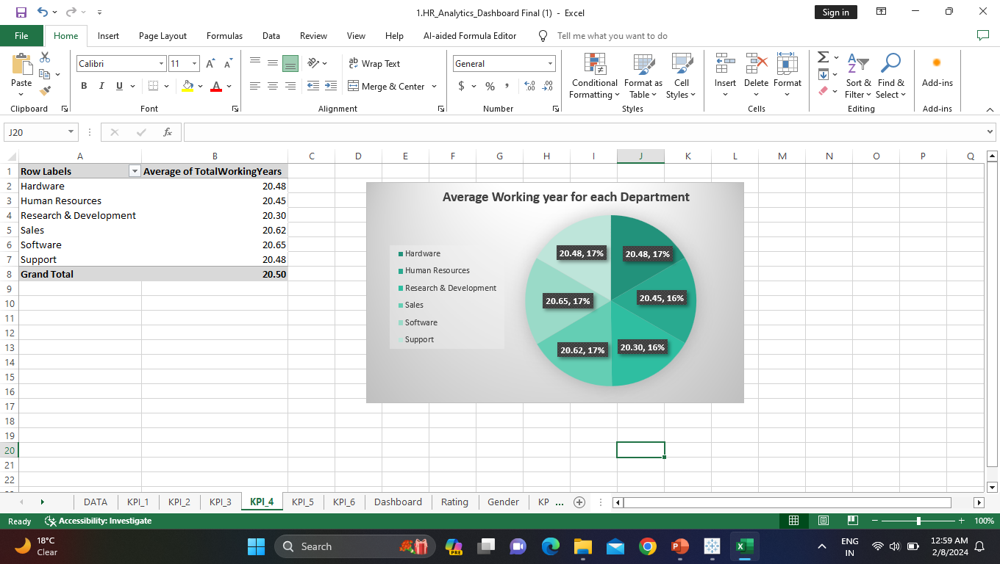 1.HR_Analytics_Dashboard Final (1) - Excel
Sign in
File Home Insert Page Layout Formulas Data Review View Help AI-aided Formula Editor Tell me what you want to do
Paste
Calibri 11
B I U
Wrap Text
Merge & Center
General
$ % ,
Conditional Formatting
Format as Table
Cell Styles
Insert Delete Format
Sort & Filter
Find & Select
Add-ins
Clipboard Font Alignment Number Styles Cells Editing Add-ins
J20 fx
A B C D E F G H I J K L M N O P Q
1 Row Labels Average of TotalWorkingYears
2 Hardware 20.48
3 Human Resources 20.45
4 Research & Development 20.30
5 Sales 20.62
6 Software 20.65
7 Support 20.48
8 Grand Total 20.50
9
10
11
12
13
14
15
16
17
18
19
20
21
22
Average Working year for each Department
Hardware
Human Resources
Research & Development
Sales
Software
Support
20.48, 17% 20.48, 17%
20.65, 17% 20.45, 16%
20.62, 17% 20.30, 16%
DATA KPI_1 KPI_2 KPI_3 KPI_4 KPI_5 KPI_6 Dashboard Rating Gender KP ...
Ready Accessibility: Investigate 100%
18°C
Clear
Search
PRE
ENG
IN
12:59 AM
2/8/2024